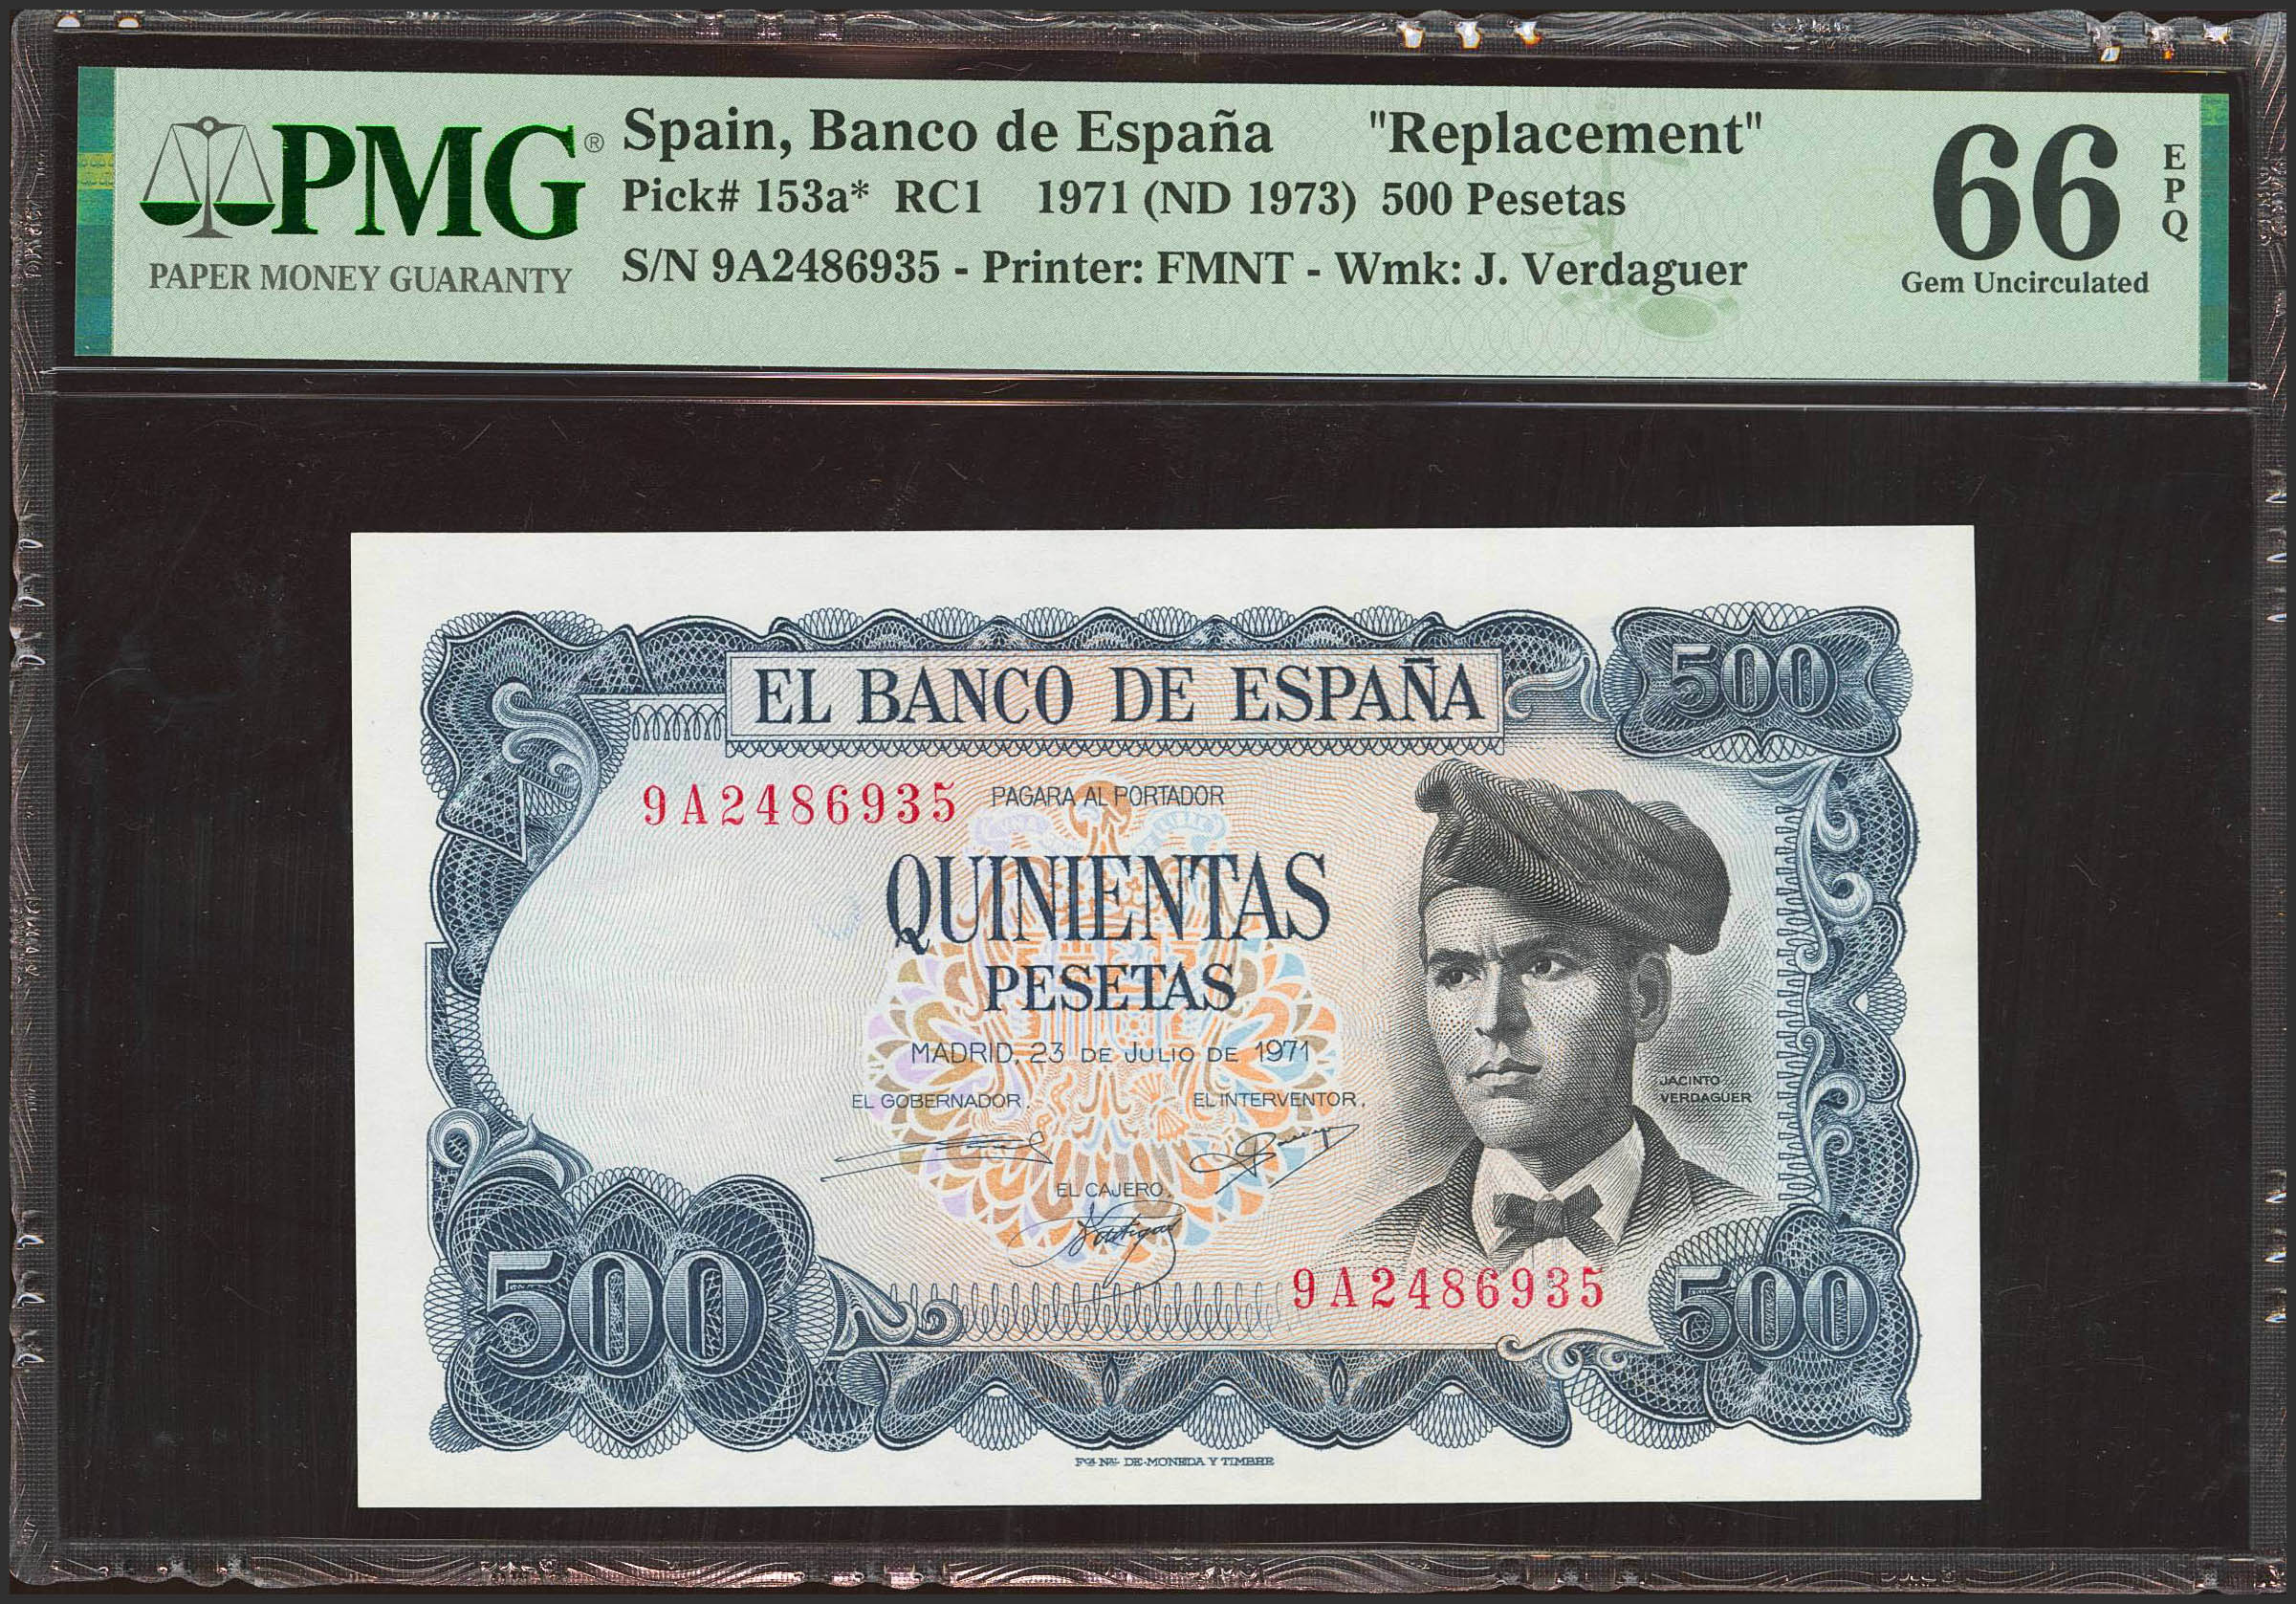 PMG®
PAPER MONEY GUARANTY
Spain, Banco de España "Replacement"
Pick# 153a* RC1 1971 (ND 1973) 500 Pesetas
S/N 9A2486935 - Printer: FMNT - Wmk: J. Verdaguer
66
EPQ
Gem Uncirculated
EL BANCO DE ESPAÑA
500
9A2486935
PAGARA AL PORTADOR
QUINIENTAS
PESETAS
MADRID, 23 DE JULIO DE 1971
EL GOBERNADOR,
EL INTERVENTOR,
JACINTO
VERDAGUER
EL CAJERO,
9A2486935
500
500
FCA. NAL. DE MONEDA Y TIMBRE